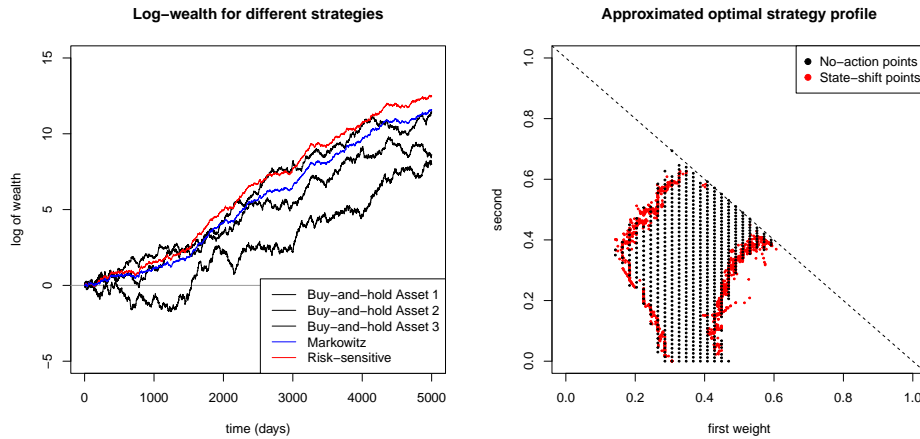 Log−wealth for different strategies
15
10
5
0
−5
log of wealth
0 1000 2000 3000 4000 5000
time (days)
Buy−and−hold Asset 1
Buy−and−hold Asset 2
Buy−and−hold Asset 3
Markowitz
Risk−sensitive
Approximated optimal strategy profile
1.0
0.8
0.6
0.4
0.2
0.0
second
0.0 0.2 0.4 0.6 0.8 1.0
first weight
No−action points
State−shift points